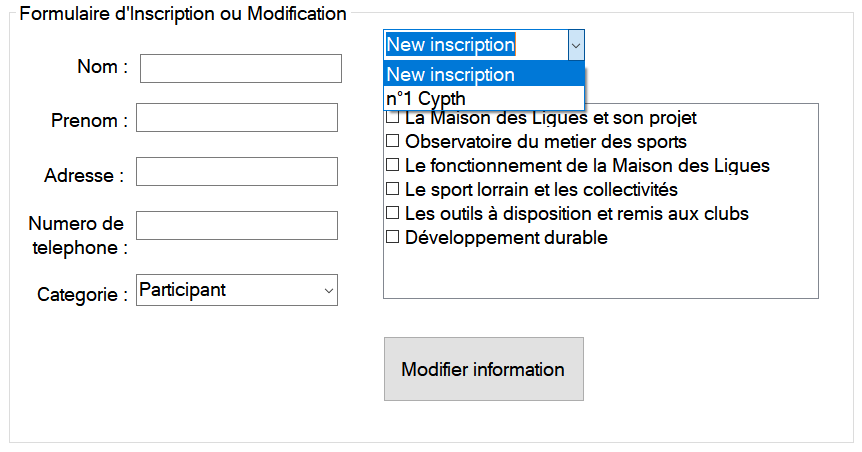 Formulaire d'Inscription ou Modification
Nom :
Prenom :
Adresse :
Numero de
telephone :
Categorie :
Participant
New inscription
New inscription
n°1 Cypth
La Maison des Ligues et son projet
Observatoire du metier des sports
Le fonctionnement de la Maison des Ligues
Le sport lorrain et les collectivités
Les outils à disposition et remis aux clubs
Développement durable
Modifier information